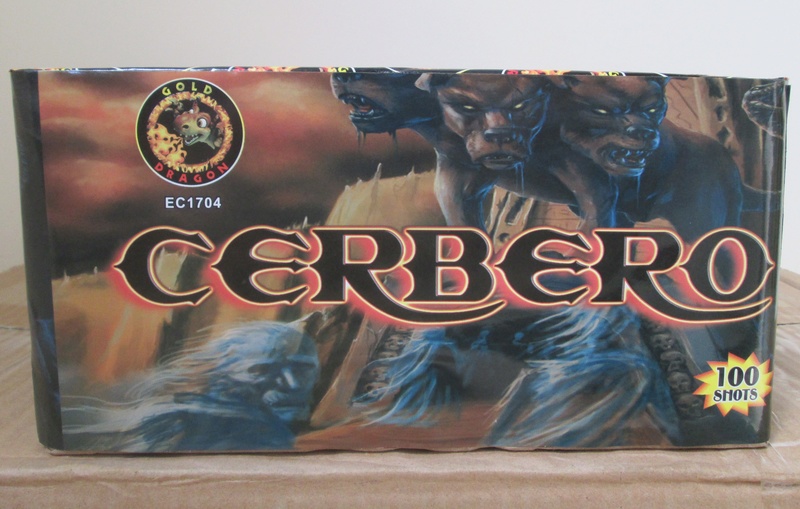 GOLD
DRAGON
EC1704
CERBERO
100
SHOTS